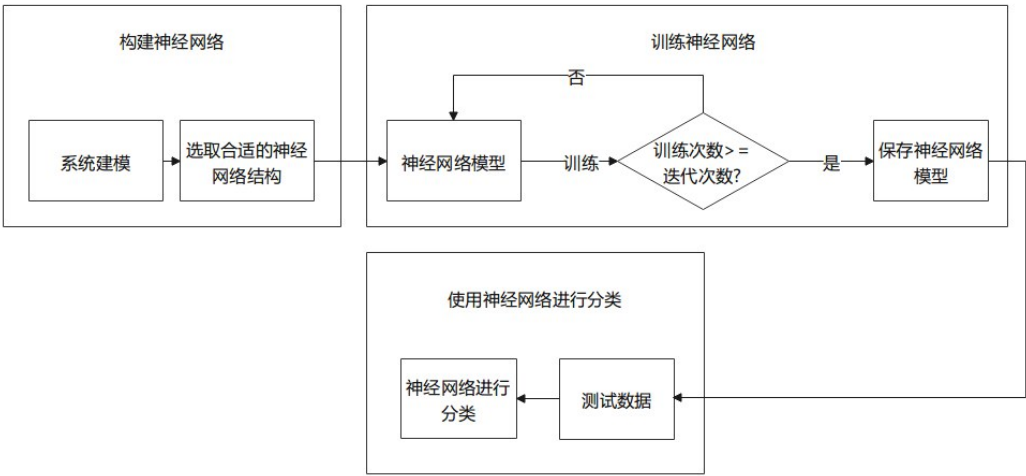 构建神经网络
系统建模
选取合适的神经
网络结构
训练神经网络
否
神经网络模型
训练
训练次数> =
迭代次数?
是
保存神经网络
模型
使用神经网络进行分类
测试数据
神经网络进行
分类